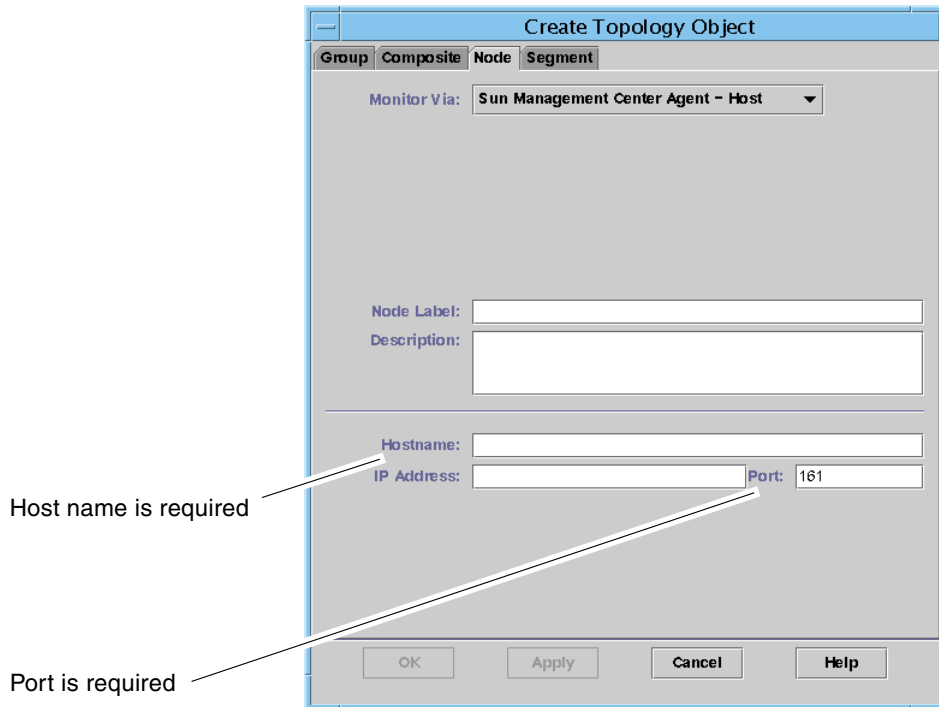 Create Topology Object
Group Composite Node Segment
Monitor Via: Sun Management Center Agent - Host
Node Label:
Description:
Hostname:
IP Address: Port: 161
Host name is required
Port is required
OK Apply Cancel Help